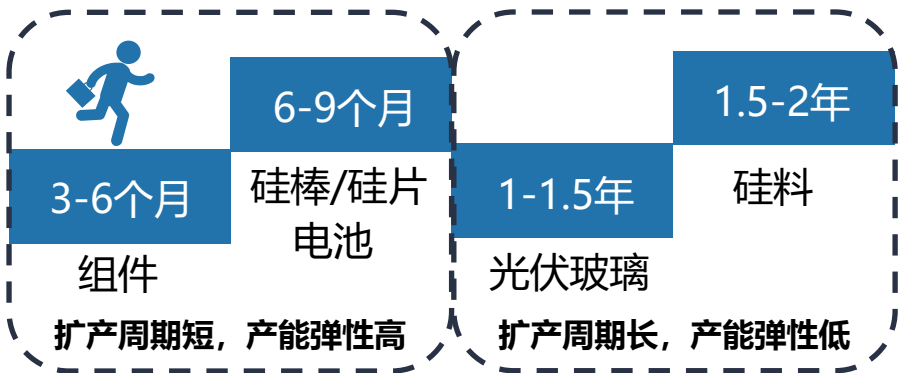 3-6个月
组件
6-9个月
硅棒/硅片
电池
扩产周期短，产能弹性高
1-1.5年
光伏玻璃
1.5-2年
硅料
扩产周期长，产能弹性低